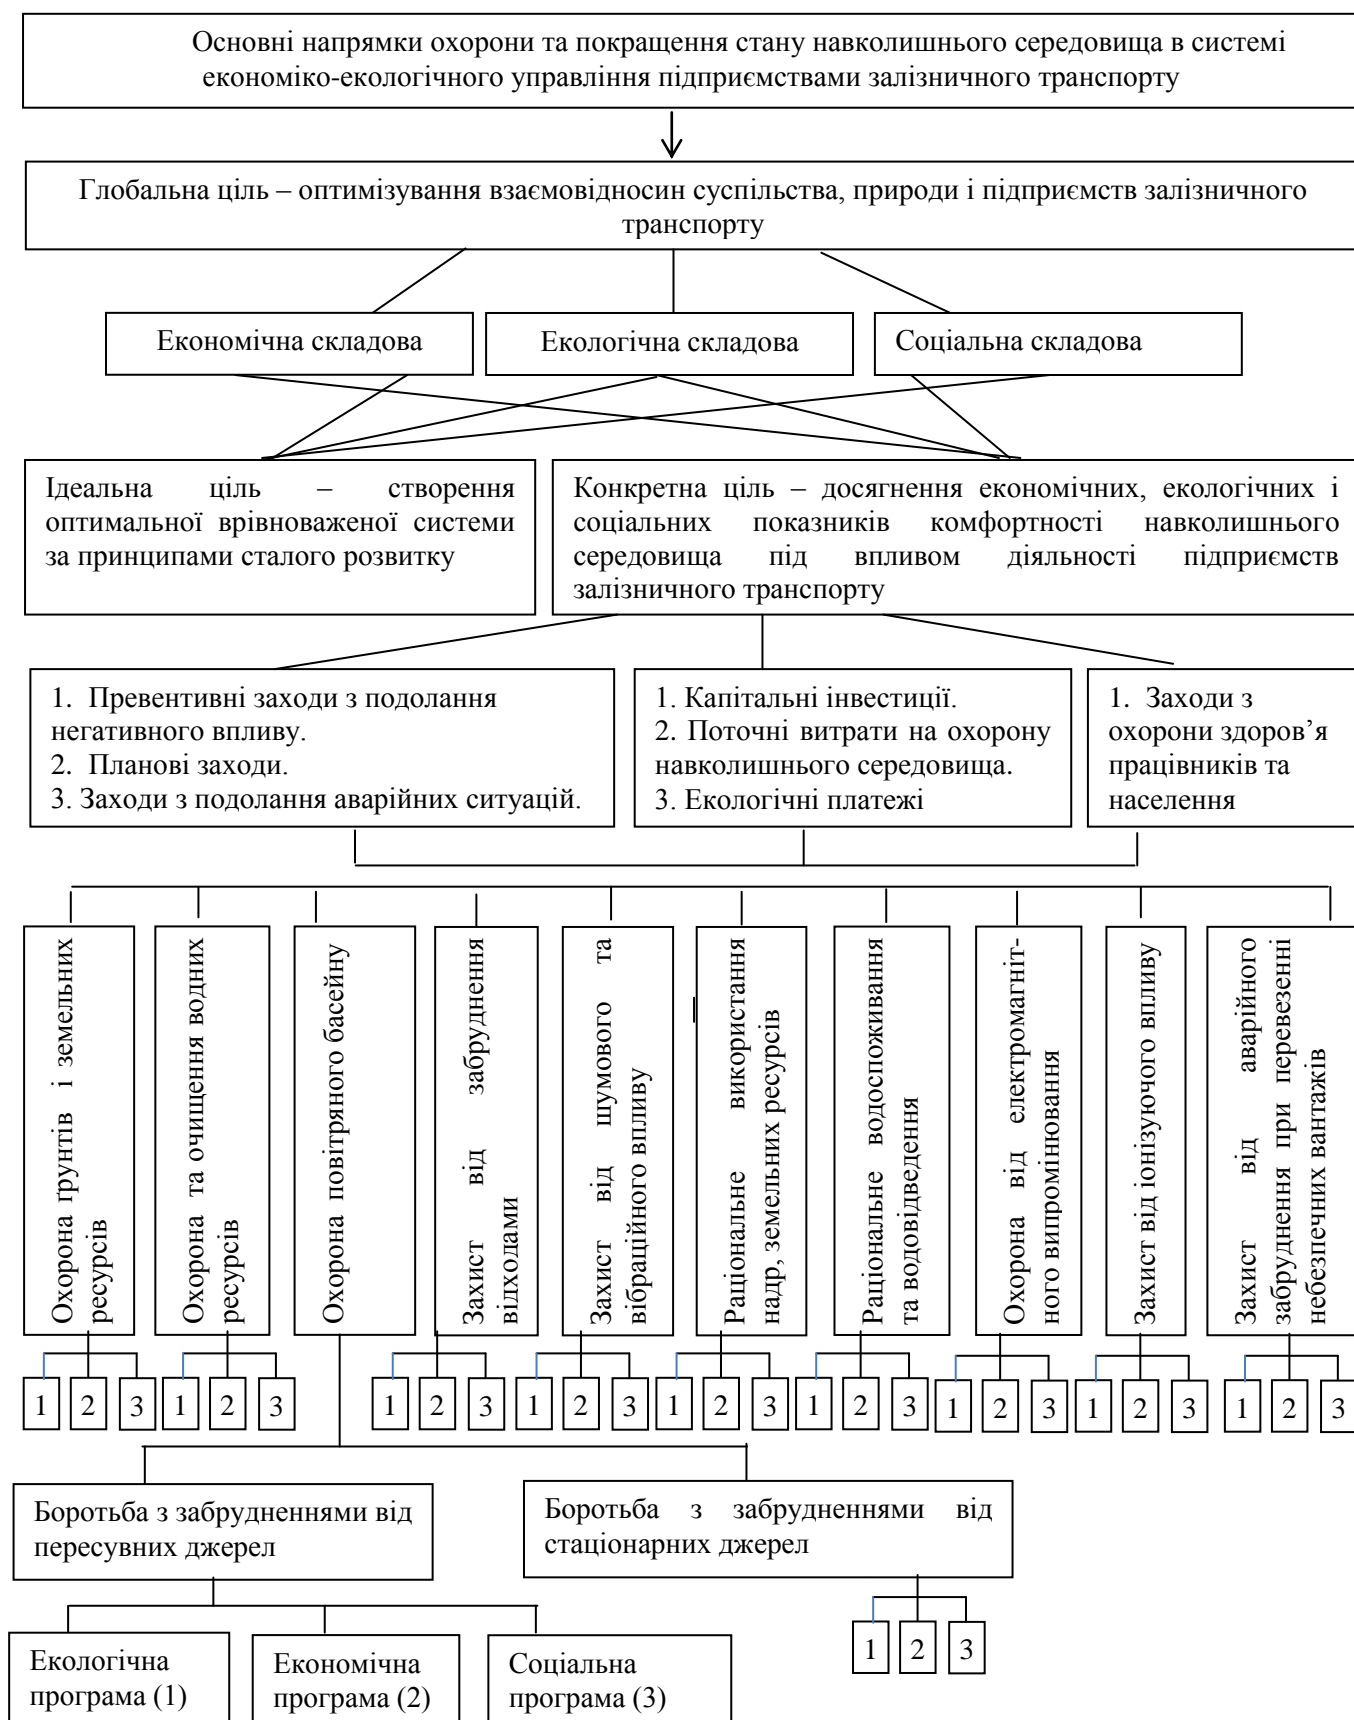 Основні напрямки охорони та покращення стану навколишнього середовища в системі
економіко-екологічного управління підприємствами залізничного транспорту
Глобальна ціль – оптимізування взаємовідносин суспільства, природи і підприємств залізничного
транспорту
Економічна складова
Екологічна складова
Соціальна складова
Ідеальна ціль – створення
оптимальної врівноваженої системи
за принципами сталого розвитку
Конкретна ціль – досягнення економічних, екологічних і
соціальних показників комфортності навколишнього
середовища під впливом діяльності підприємств
залізничного транспорту
1. Превентивні заходи з подолання
негативного впливу.
2. Планові заходи.
3. Заходи з подолання аварійних ситуацій.
1. Капітальні інвестиції.
2. Поточні витрати на охорону
навколишнього середовища.
3. Екологічні платежі
1. Заходи з
охорони здоров’я
працівників та
населення
Охорона ґрунтів і земельних
ресурсів
Охорона та очищення водних
ресурсів
Охорона повітряного басейну
Захист від забруднення
відходами
Захист від шумового та
вібраційного впливу
Раціональне використання
надр, земельних ресурсів
Раціональне водоспоживання
та водовідведення
Охорона від електромагніт-
ного випромінювання
Захист від іонізуючого впливу
Захист від аварійного
забруднення при перевезенні
небезпечних вантажів
1 2 3
1 2 3
1 2 3
1 2 3
1 2 3
1 2 3
1 2 3
1 2 3
1 2 3
Боротьба з забрудненнями від
пересувних джерел
Боротьба з забрудненнями від
стаціонарних джерел
1 2 3
Екологічна
програма (1)
Економічна
програма (2)
Соціальна
програма (3)